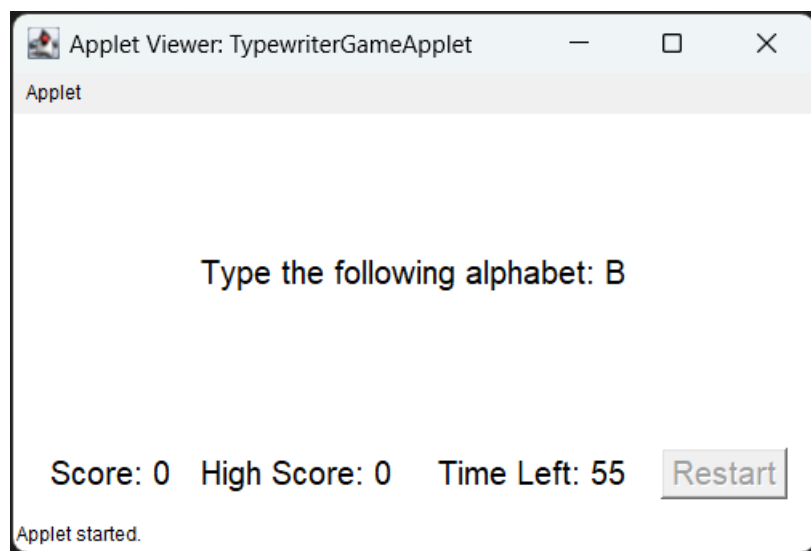 Applet Viewer: TypewriterGameApplet
Applet
Type the following alphabet: B
Score: 0 High Score: 0 Time Left: 55 Restart
Applet started.